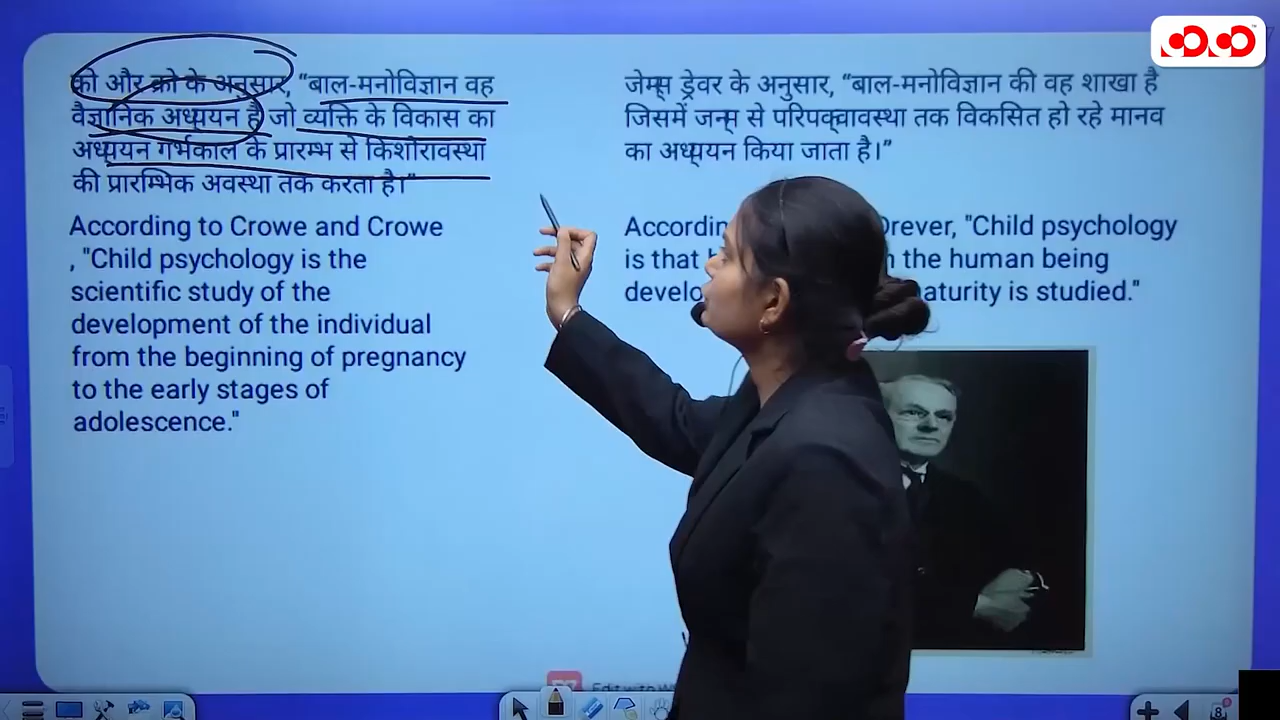 क्रो और क्रो के अनुसार, “बाल-मनोविज्ञान वह
वैज्ञानिक अध्ययन है जो व्यक्ति के विकास का
अध्ययन गर्भकाल के प्रारम्भ से किशोरावस्था
की प्रारम्भिक अवस्था तक करता है।”
According to Crowe and Crowe
, "Child psychology is the
scientific study of the
development of the individual
from the beginning of pregnancy
to the early stages of
adolescence."
जेम्स ड्रेवर के अनुसार, “बाल-मनोविज्ञान की वह शाखा है
जिसमें जन्म से परिपक्वावस्था तक विकसित हो रहे मानव
का अध्ययन किया जाता है।”
Drever, "Child psychology
is that the human being
is studied."
Edit with
8